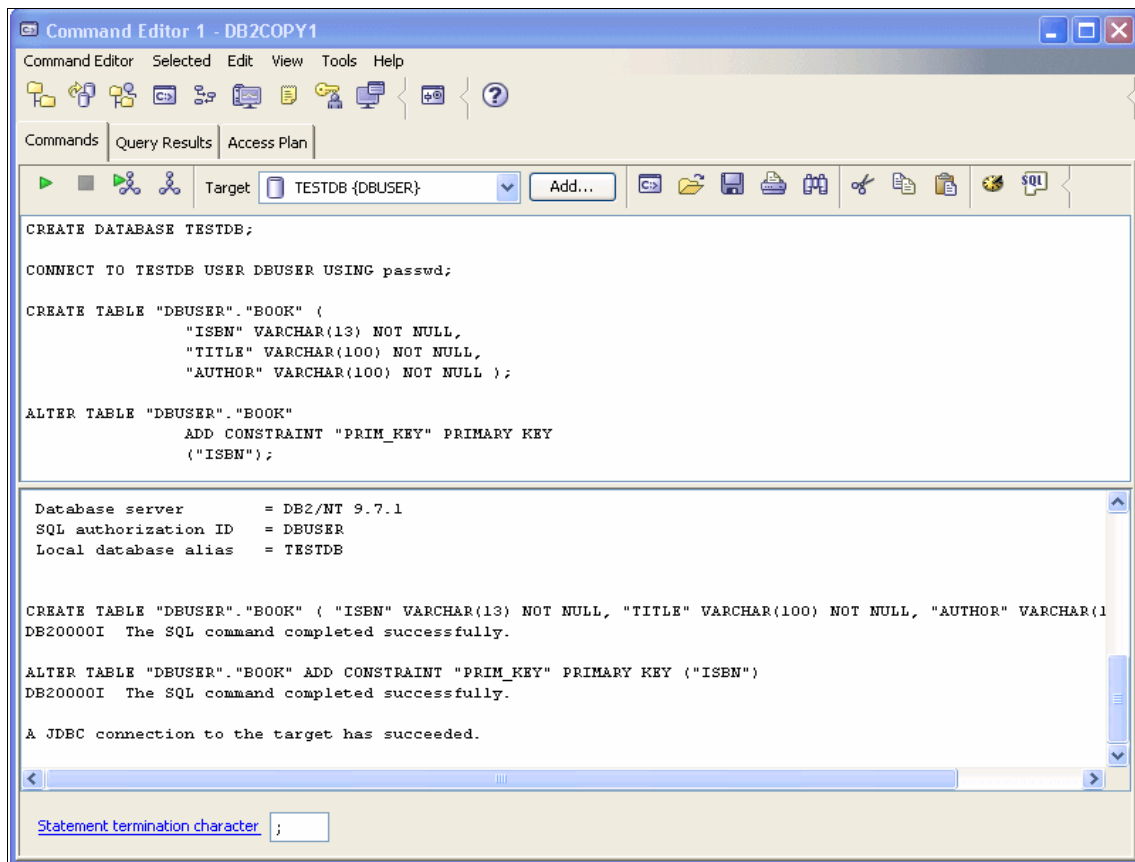 Command Editor 1 - DB2COPY1
Command Editor Selected Edit View Tools Help
Commands Query Results Access Plan
Target TESTDB {DBUSER} Add...
CREATE DATABASE TESTDB;
CONNECT TO TESTDB USER DBUSER USING passwd;
CREATE TABLE "DBUSER"."BOOK" (
"ISBN" VARCHAR(13) NOT NULL,
"TITLE" VARCHAR(100) NOT NULL,
"AUTHOR" VARCHAR(100) NOT NULL );
ALTER TABLE "DBUSER"."BOOK"
ADD CONSTRAINT "PRIM_KEY" PRIMARY KEY
("ISBN");
Database server = DB2/NT 9.7.1
SQL authorization ID = DBUSER
Local database alias = TESTDB
CREATE TABLE "DBUSER"."BOOK" ( "ISBN" VARCHAR(13) NOT NULL, "TITLE" VARCHAR(100) NOT NULL, "AUTHOR" VARCHAR(1
DB20000I The SQL command completed successfully.
ALTER TABLE "DBUSER"."BOOK" ADD CONSTRAINT "PRIM_KEY" PRIMARY KEY ("ISBN")
DB20000I The SQL command completed successfully.
A JDBC connection to the target has succeeded.
Statement termination character ;